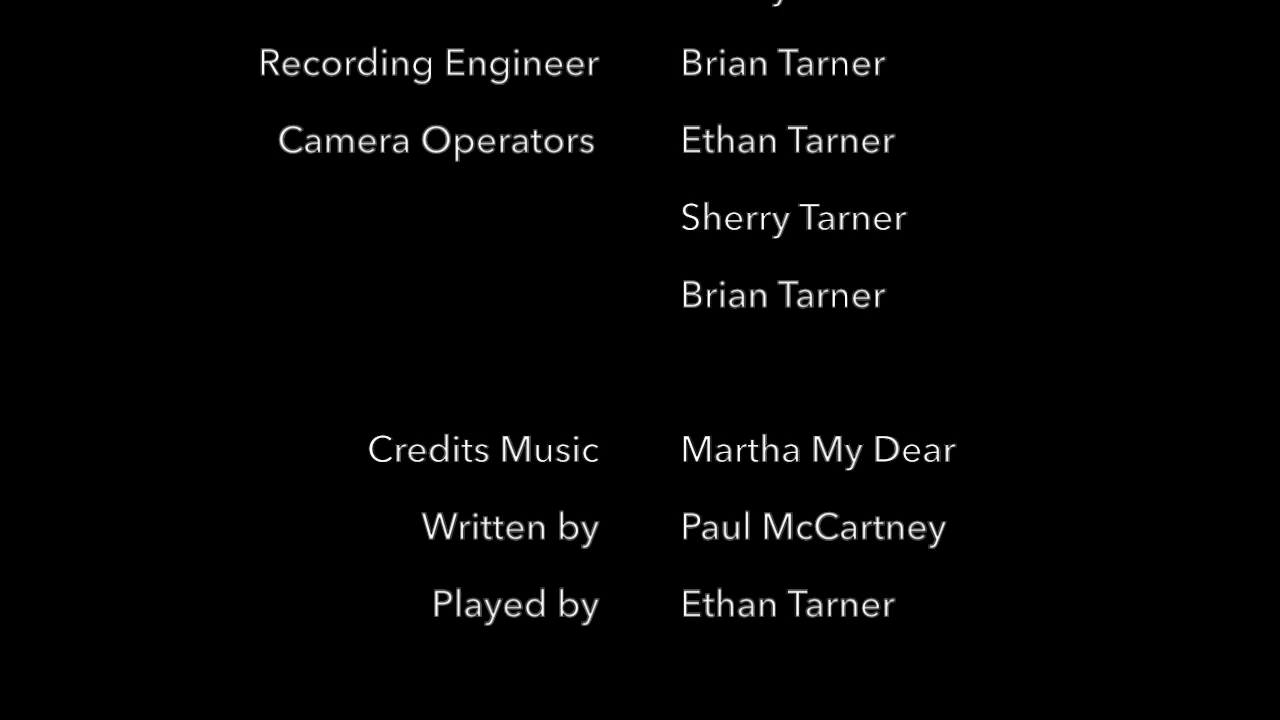 Recording Engineer Brian Tarner
Camera Operators Ethan Tarner
Sherry Tarner
Brian Tarner
Credits Music Martha My Dear
Written by Paul McCartney
Played by Ethan Tarner